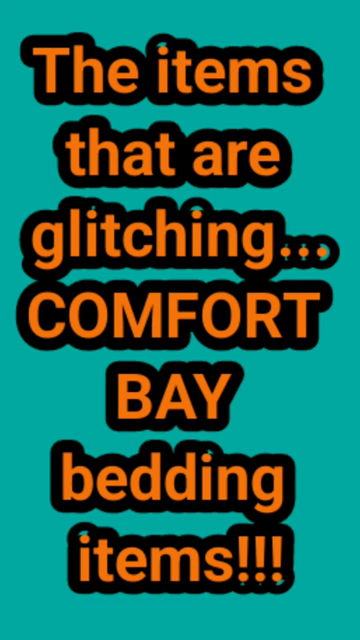 The items
that are
glitching...
COMFORT
BAY
bedding
items!!!